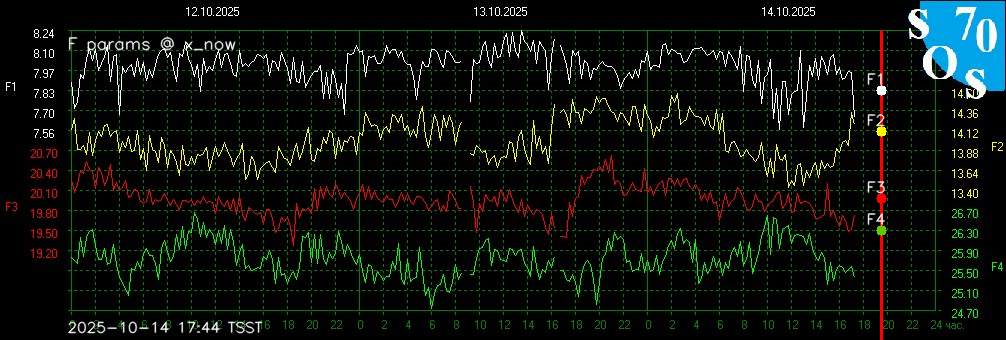 12.10.2025 13.10.2025 14.10.2025
F params @ x_now
SOS 70
F1
8.24
8.10
7.97
7.83
7.70
7.56
F3
20.70
20.40
20.10
19.80
19.50
19.20
F1
F2
F3
F4
14.60
14.36
14.12
13.88
13.64
13.40
F2
26.70
26.30
25.90
25.50
25.10
24.70
F4
2025-10-14 17:44 TSST
14 16 18 20 22 0 2 4 6 8 10 12 14 16 18 20 22 0 2 4 6 8 10 12 14 16 18 20 22 24 час.